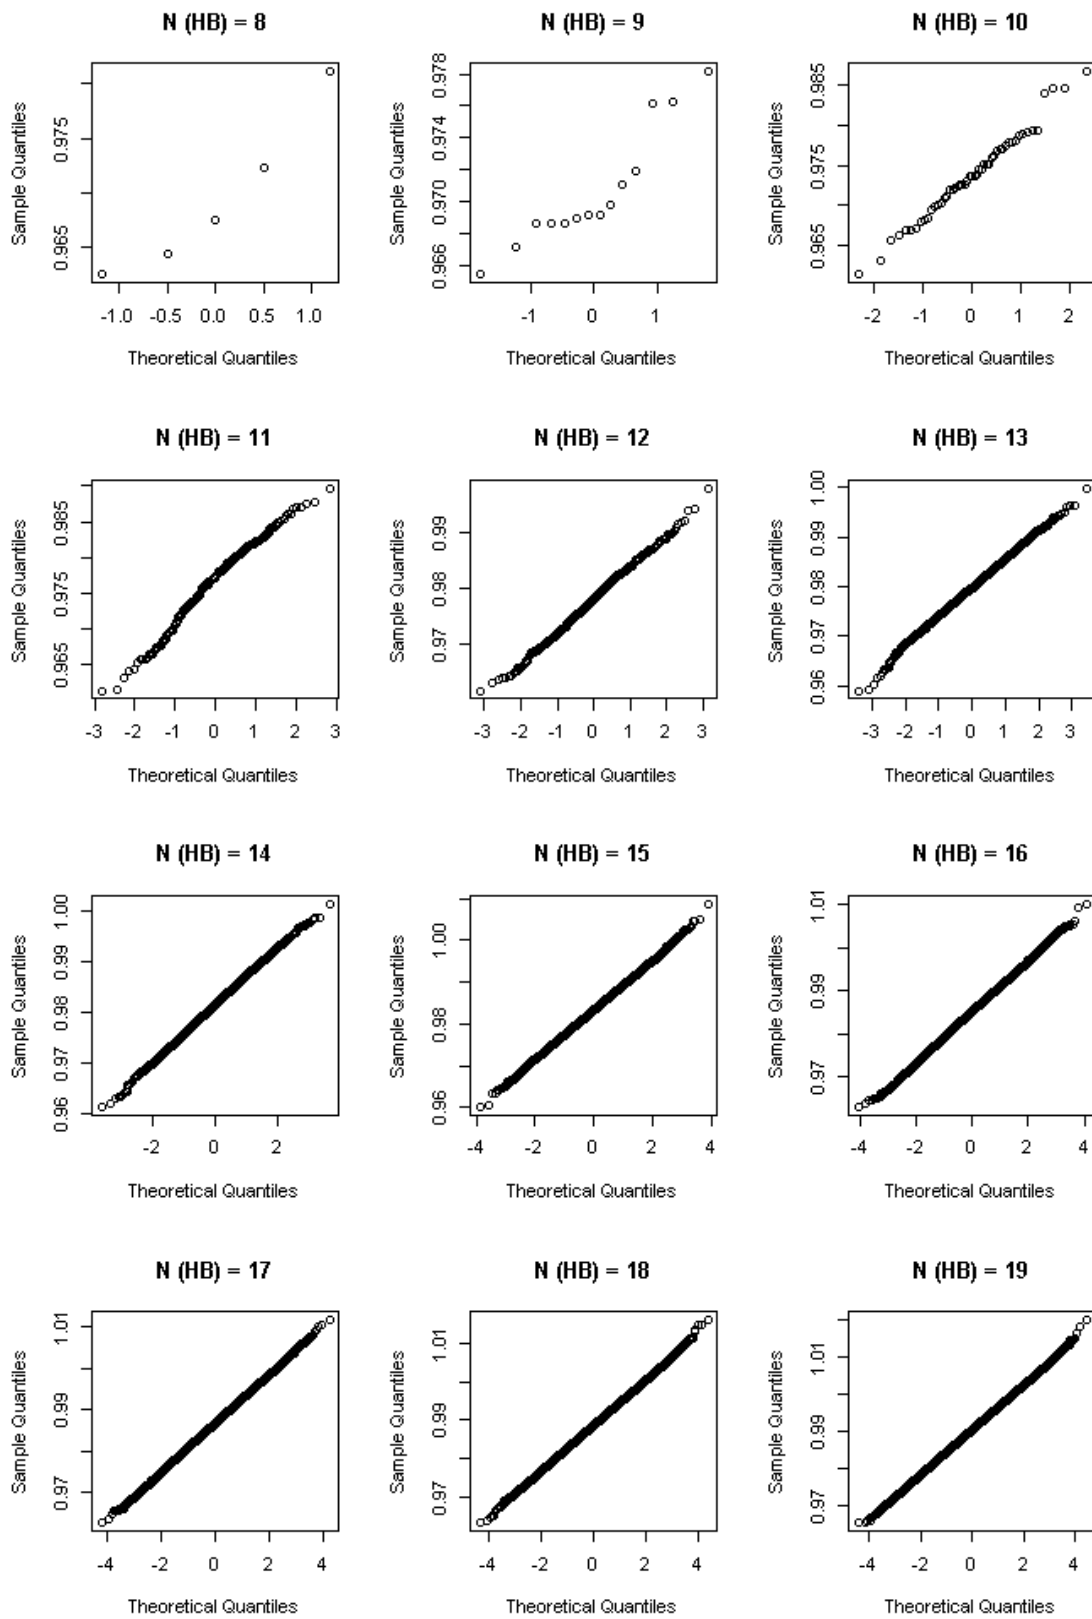 N (HB) = 8 N (HB) = 9 N (HB) = 10
Sample Quantiles 0.965 0.975
-1.0 -0.5 0.0 0.5 1.0
Theoretical Quantiles
Sample Quantiles 0.966 0.970 0.974 0.978
-1 0 1
Theoretical Quantiles
Sample Quantiles 0.965 0.975 0.985
-2 -1 0 1 2
Theoretical Quantiles
N (HB) = 11 N (HB) = 12 N (HB) = 13
Sample Quantiles 0.965 0.975 0.985
-3 -2 -1 0 1 2 3
Theoretical Quantiles
Sample Quantiles 0.97 0.98 0.99
-3 -2 -1 0 1 2 3
Theoretical Quantiles
Sample Quantiles 0.96 0.97 0.98 0.99 1.00
-3 -2 -1 0 1 2 3
Theoretical Quantiles
N (HB) = 14 N (HB) = 15 N (HB) = 16
Sample Quantiles 0.96 0.97 0.98 0.99 1.00
-2 0 2
Theoretical Quantiles
Sample Quantiles 0.96 0.98 1.00
-4 -2 0 2 4
Theoretical Quantiles
Sample Quantiles 0.97 0.99 1.01
-4 -2 0 2 4
Theoretical Quantiles
N (HB) = 17 N (HB) = 18 N (HB) = 19
Sample Quantiles 0.97 0.99 1.01
-4 -2 0 2 4
Theoretical Quantiles
Sample Quantiles 0.97 0.99 1.01
-4 -2 0 2 4
Theoretical Quantiles
Sample Quantiles 0.97 0.99 1.01
-4 -2 0 2 4
Theoretical Quantiles